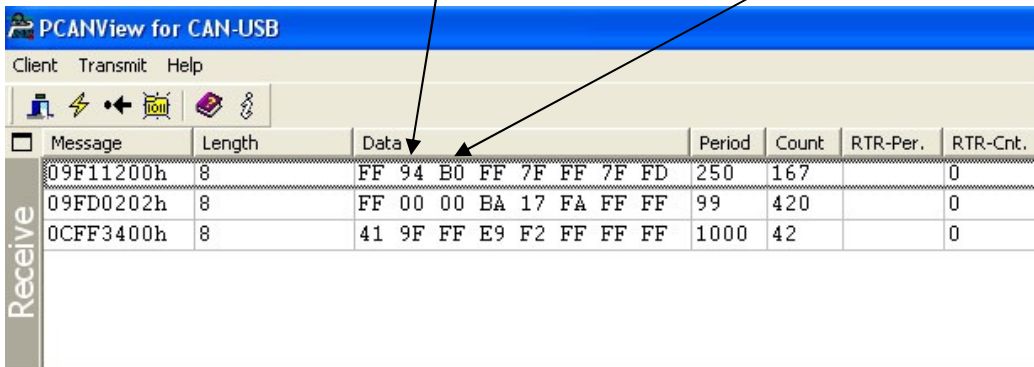 PCANView for CAN-USB
Client Transmit Help
Message Length Data Period Count RTR-Per. RTR-Cnt.
09F11200h 8 FF 94 B0 FF 7F FF 7F FD 250 167 0
09FD0202h 8 FF 00 00 BA 17 FA FF FF 99 420 0
0CFF3400h 8 41 9F FF E9 F2 FF FF FF 1000 42 0
Receive